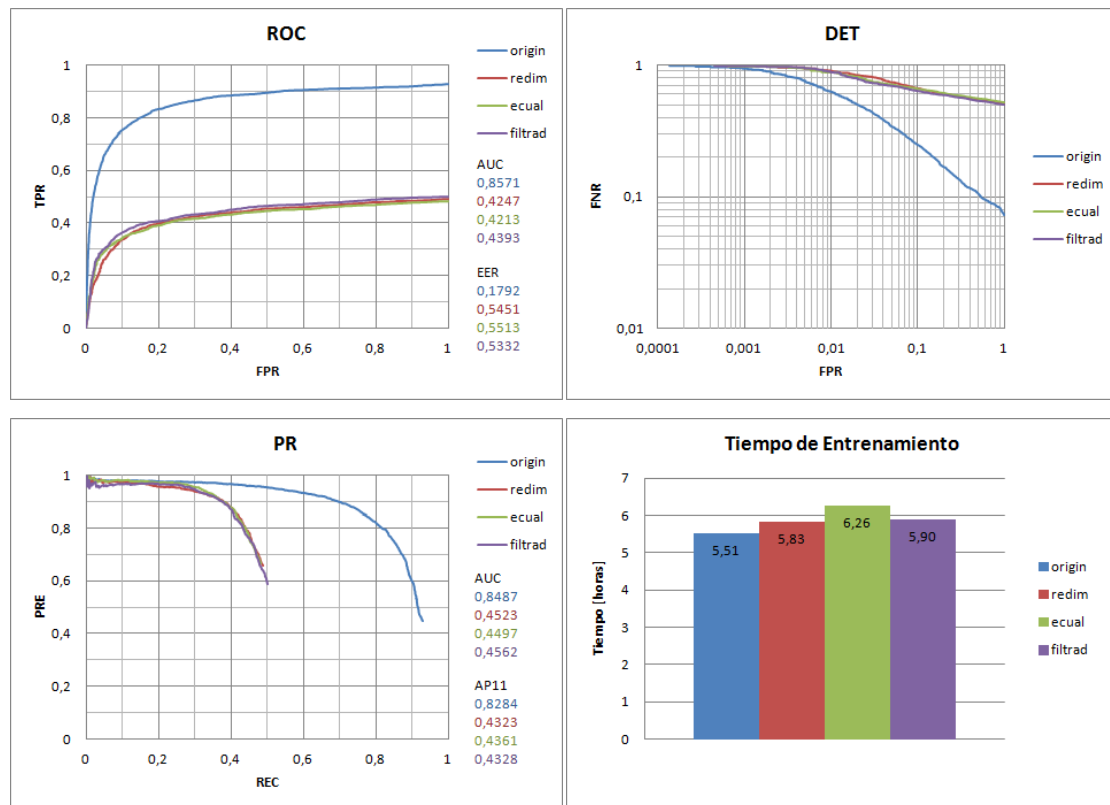 ROC
origin
redim
ecual
filtrad
AUC
0,8571
0,4247
0,4213
0,4393
EER
0,1792
0,5451
0,5513
0,5332
TPR
1
0,8
0,6
0,4
0,2
0
0 0,2 0,4 0,6 0,8 1
FPR
DET
origin
redim
ecual
filtrad
FNR
1
0,1
0,01
0,0001 0,001 0,01 0,1 1
FPR
PR
origin
redim
ecual
filtrad
AUC
0,8487
0,4523
0,4497
0,4562
AP11
0,8284
0,4323
0,4361
0,4328
PRE
1
0,8
0,6
0,4
0,2
0
0 0,2 0,4 0,6 0,8 1
REC
Tiempo de Entrenamiento
Tiempo [horas]
7
6
5
4
3
2
1
0
5,51 5,83 6,26 5,90
origin
redim
ecual
filtrad